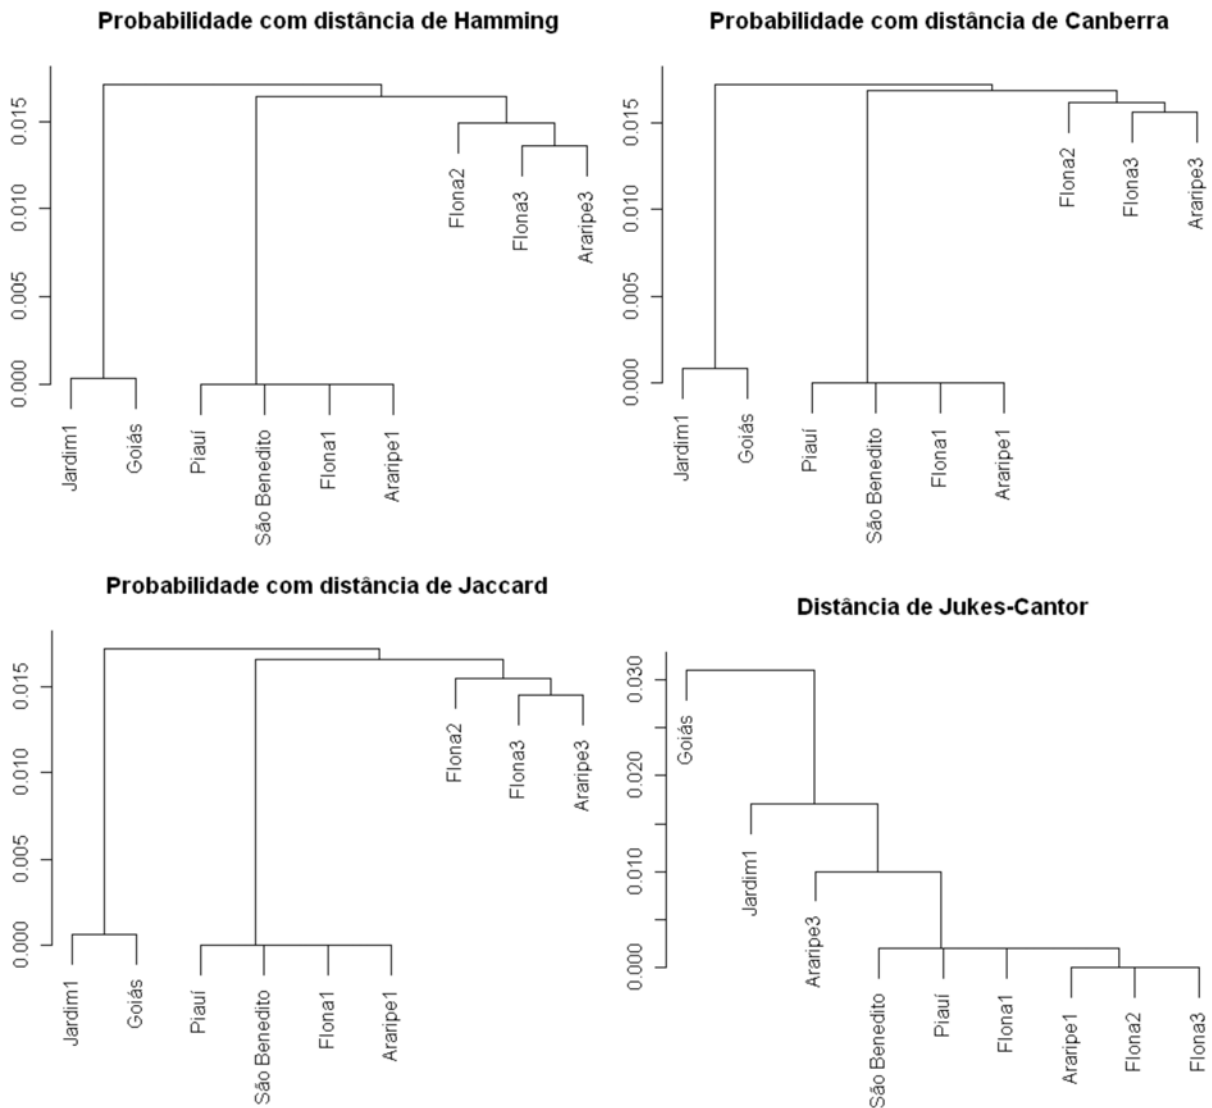 Probabilidade com distância de Hamming
0.015
0.010
0.005
0.000
Flona2
Flona3
Araripe3
Jardim1
Goiás
Piauí
São Benedito
Flona1
Araripe1
Probabilidade com distância de Canberra
0.015
0.010
0.005
0.000
Flona2
Flona3
Araripe3
Jardim1
Goiás
Piauí
São Benedito
Flona1
Araripe1
Probabilidade com distância de Jaccard
0.015
0.010
0.005
0.000
Flona2
Flona3
Araripe3
Jardim1
Goiás
Piauí
São Benedito
Flona1
Araripe1
Distância de Jukes-Cantor
0.030
0.020
0.010
0.000
Goiás
Jardim1
Araripe3
São Benedito
Piauí
Flona1
Araripe1
Flona2
Flona3